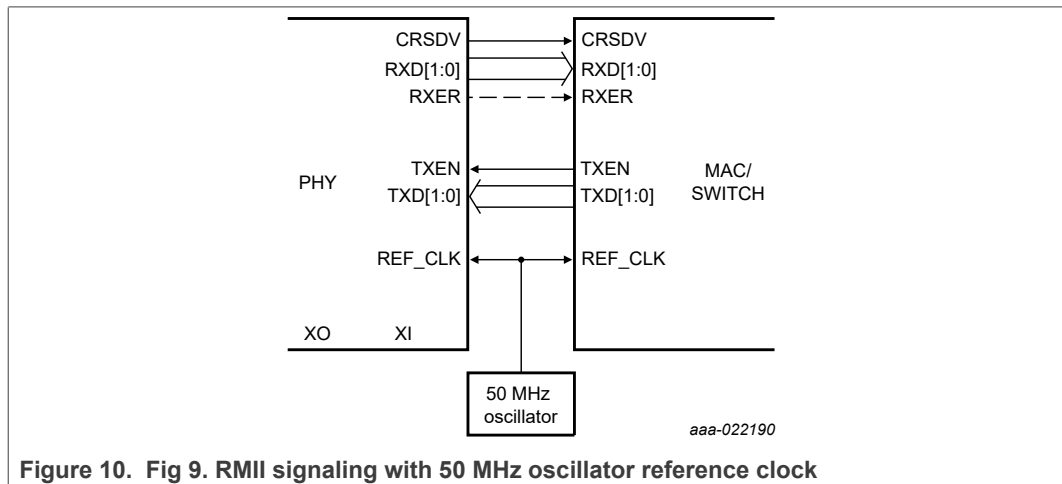 CRSDV CRSDV
RXD[1:0] RXD[1:0]
RXER RXER
TXEN TXEN
PHY
MAC/
SWITCH
TXD[1:0] TXD[1:0]
REF_CLK REF_CLK
XO XI
50 MHz
oscillator
aaa-022190
Figure 10. Fig 9. RMII signaling with 50 MHz oscillator reference clock